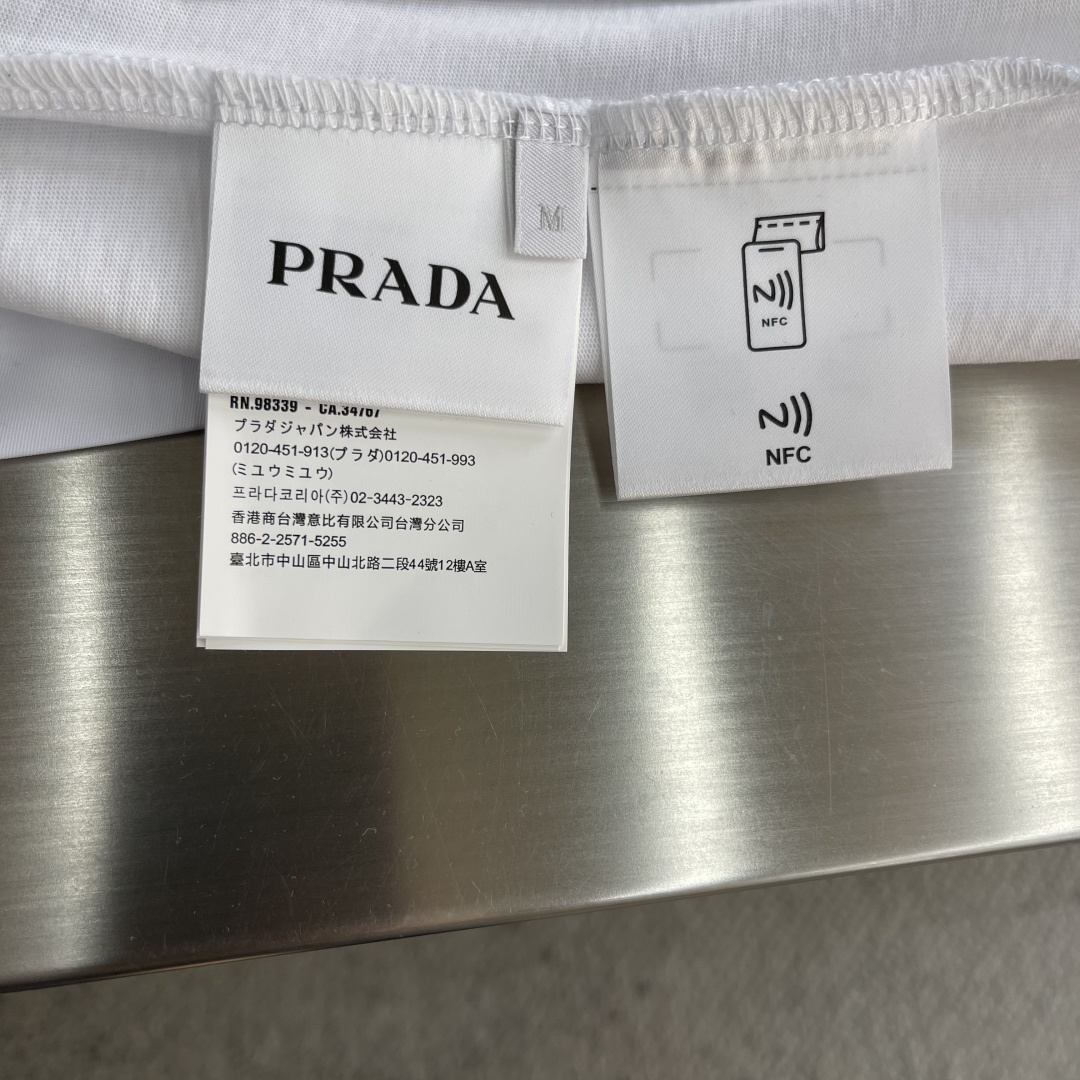 PRADA
M
RN.98339 - CA.34767
プラダジャパン株式会社
0120-451-913(プラダ)0120-451-993
(ミユウミユウ)
프라다코리아(주)02-3443-2323
香港商台灣意比有限公司台灣分公司
886-2-2571-5255
臺北市中山區中山北路二段44號12樓A室
NFC
NFC